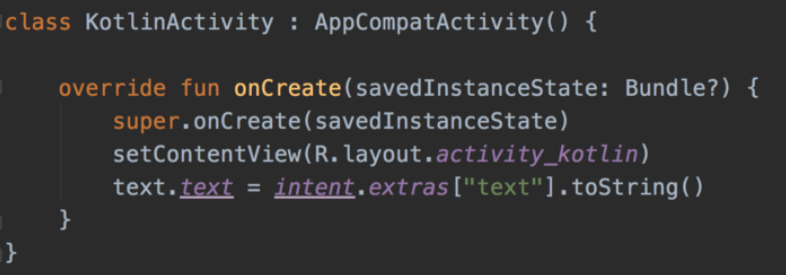 class KotlinActivity : AppCompatActivity() {
override fun onCreate(savedInstanceState: Bundle?) {
super.onCreate(savedInstanceState)
setContentView(R.layout.activity_kotlin)
text.text = intent.extras["text"].toString()
}
}